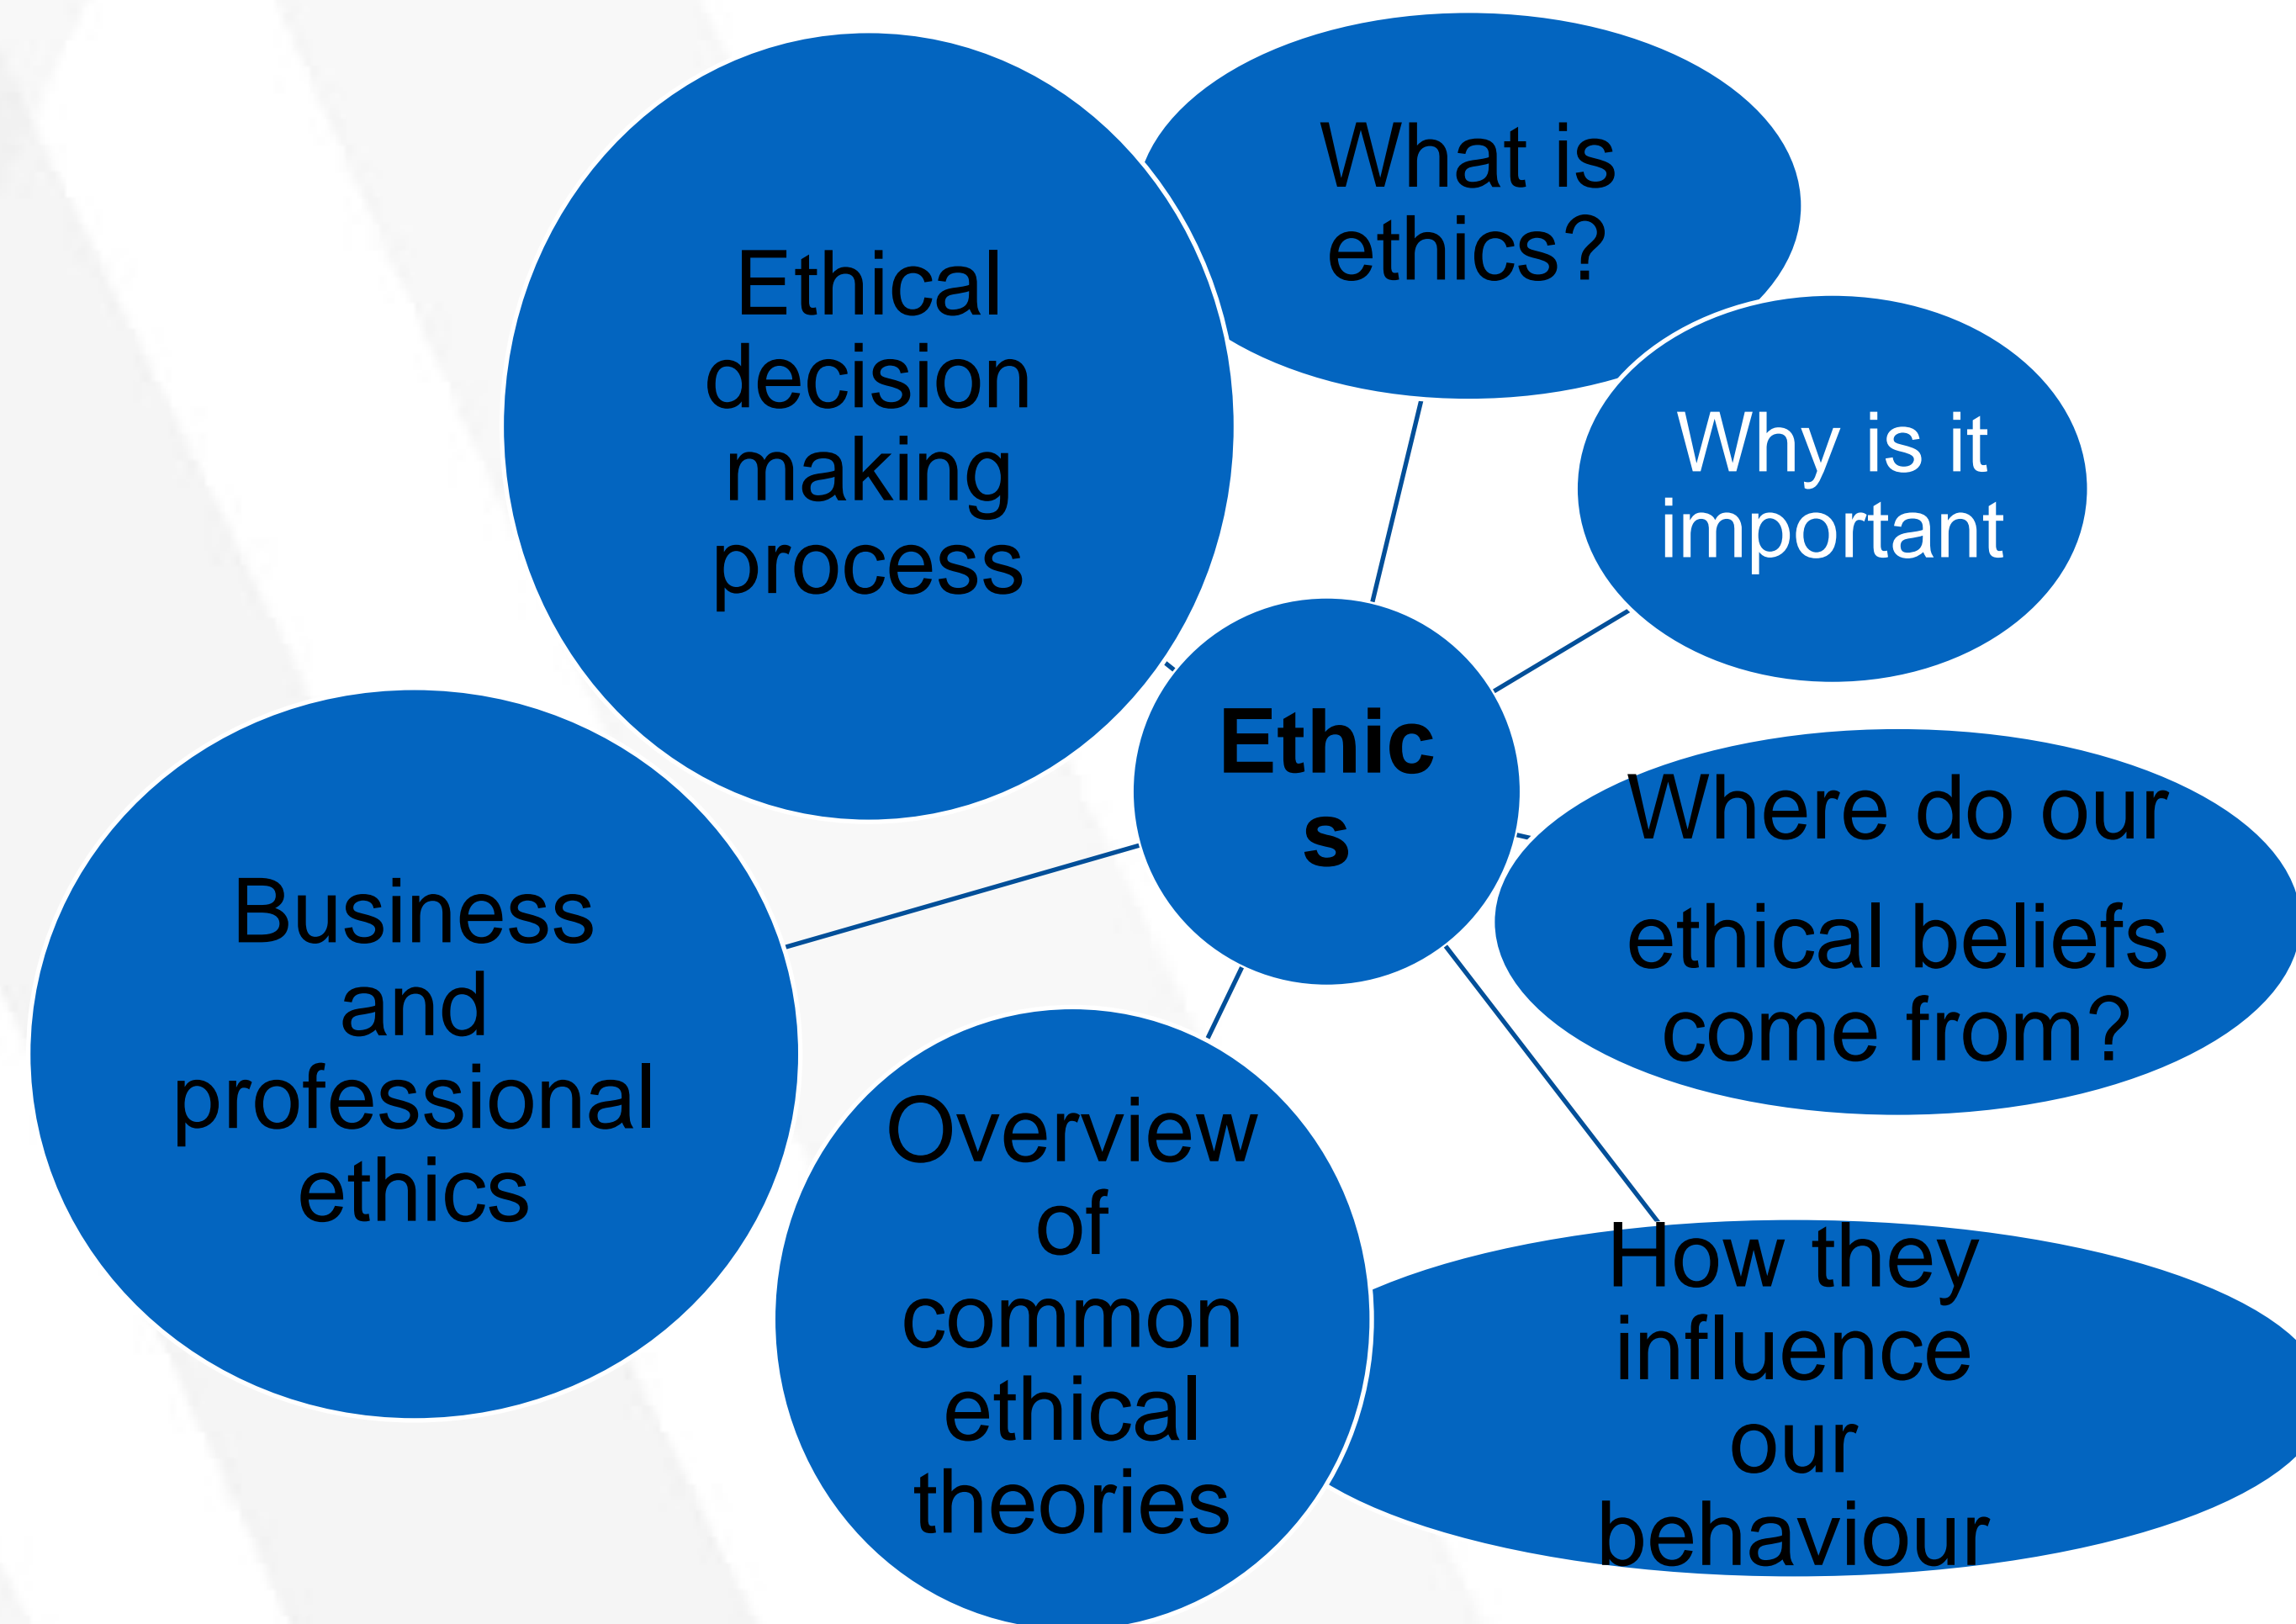 What is
ethics?
Why is it
important
Where do our
ethical beliefs
come from?
How they
influence
our
behaviour
Overview
of
common
ethical
theories
Business
and
professional
ethics
Ethical
decision
making
process
Ethic
s